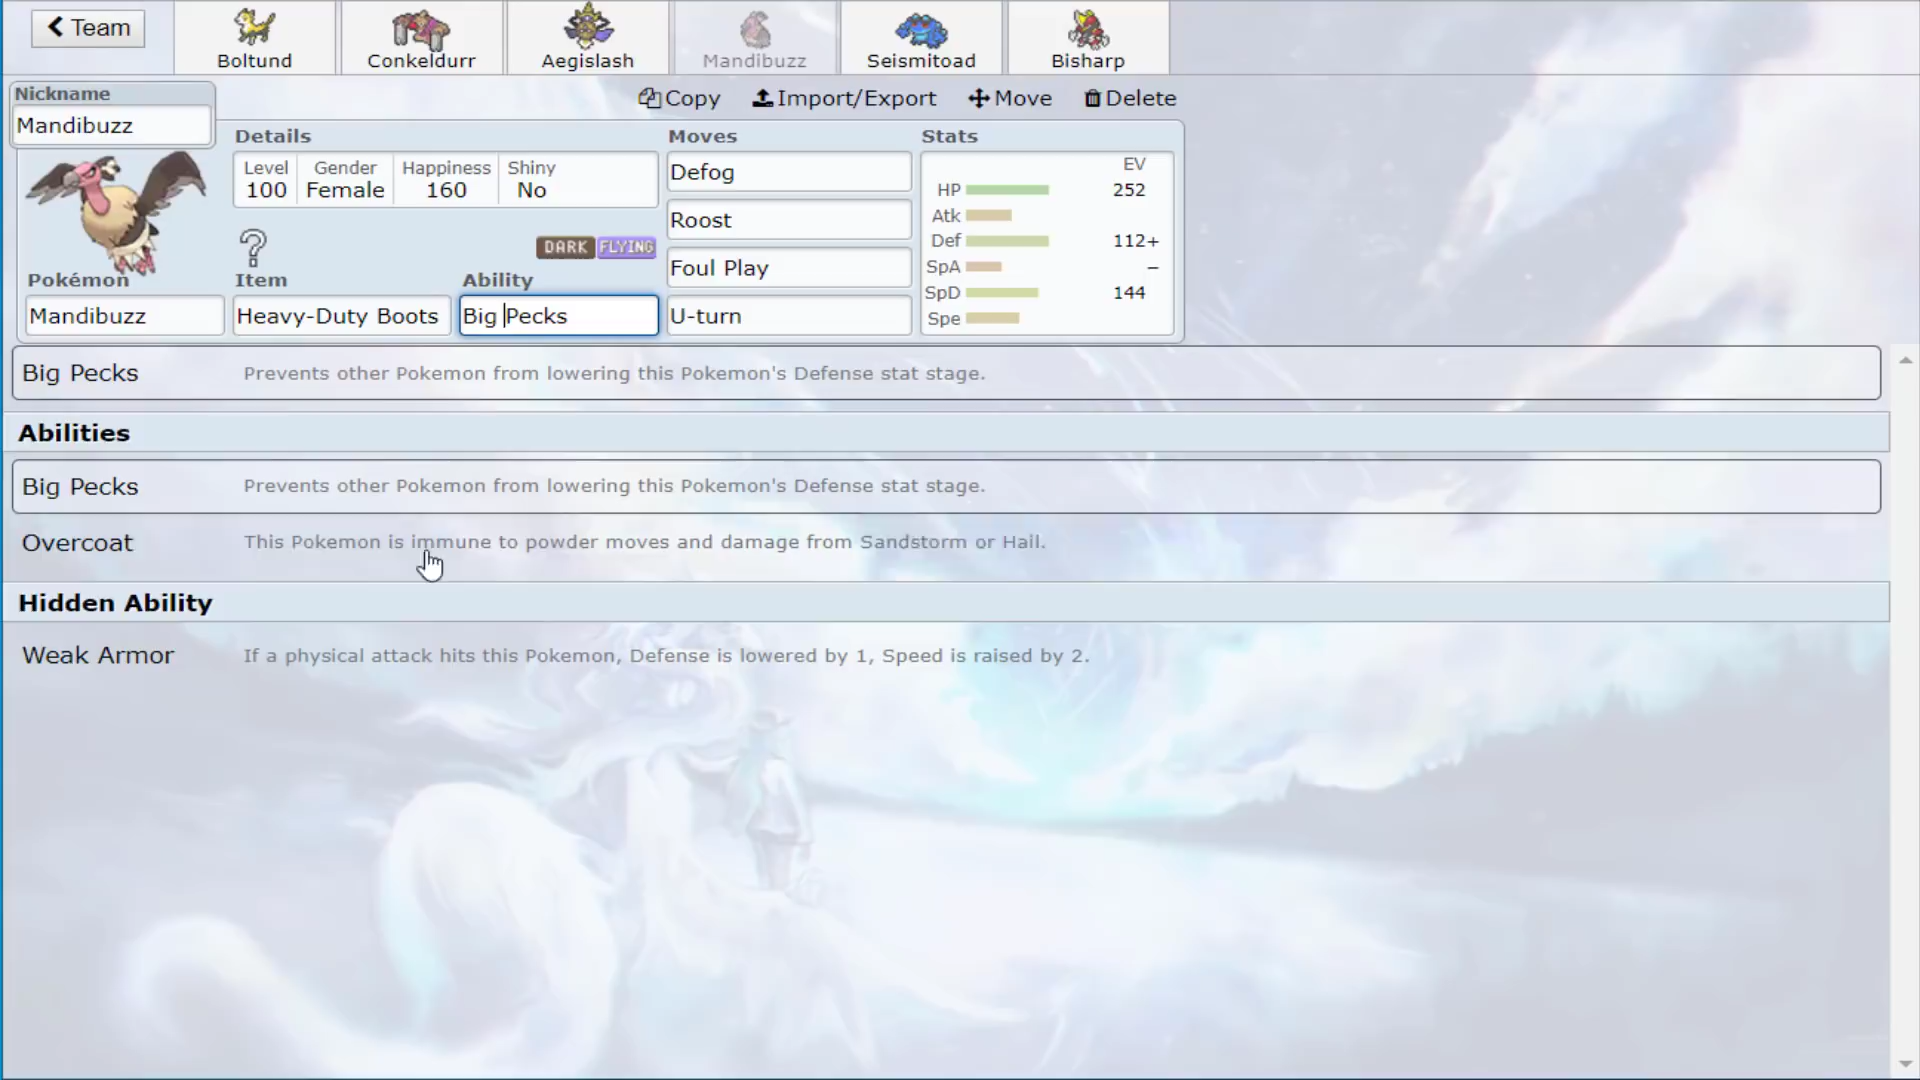 Team
Boltund
Conkeldurr
Aegislash
Mandibuzz
Seismitoad
Bisharp
Nickname
Mandibuzz
Copy
Import/Export
Move
Delete
Details
Level
100
Gender
Female
Happiness
160
Shiny
No
DARK FLYING
Pokémon
Mandibuzz
Item
Heavy-Duty Boots
Ability
Big Pecks
Moves
Defog
Roost
Foul Play
U-turn
Stats
EV
HP 252
Atk
Def 112+
SpA –
SpD 144
Spe
Big Pecks Prevents other Pokemon from lowering this Pokemon's Defense stat stage.
Abilities
Big Pecks Prevents other Pokemon from lowering this Pokemon's Defense stat stage.
Overcoat This Pokemon is immune to powder moves and damage from Sandstorm or Hail.
Hidden Ability
Weak Armor If a physical attack hits this Pokemon, Defense is lowered by 1, Speed is raised by 2.